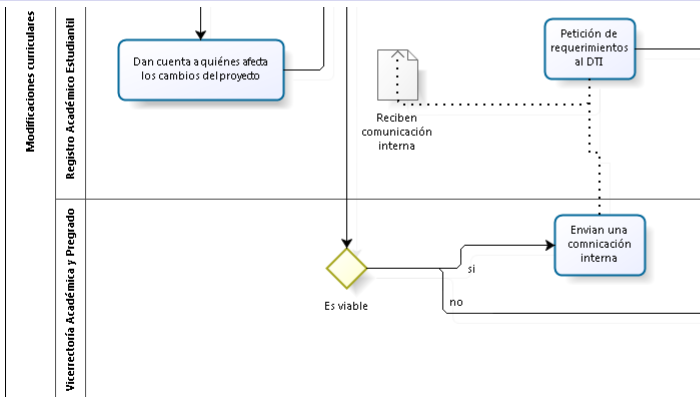 Modificaciones curriculares
Registro Académico Estudiantil
Dan cuenta a quiénes afecta
los cambios del proyecto
Reciben
comunicación
interna
Petición de
requerimientos
al DTI
Vicerrectoría Académica y Pregrado
Es viable
si
no
Envian una
comnicación
interna